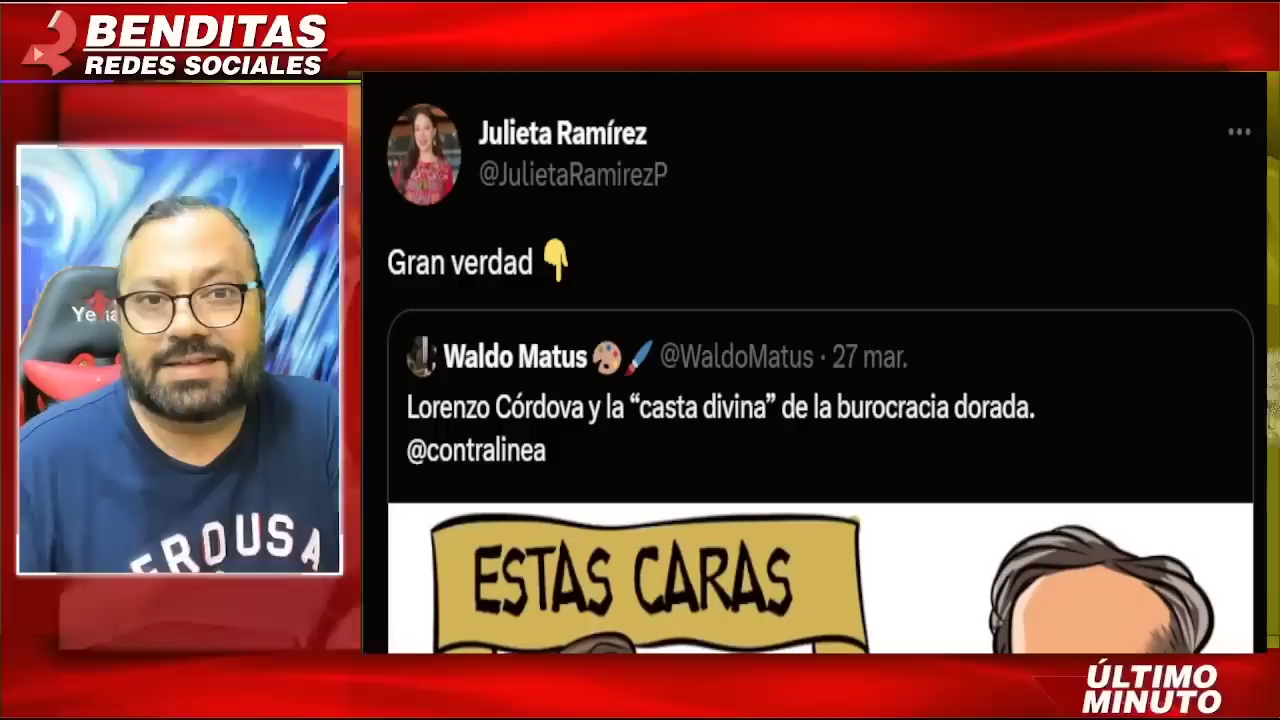 BENDITAS
REDES SOCIALES
Julieta Ramírez
@JulietaRamirezP
Gran verdad
Waldo Matus @WaldoMatus · 27 mar.
Lorenzo Córdova y la “casta divina” de la burocracia dorada.
@contralinea
ESTAS CARAS
EROUSA
ÚLTIMO
MINUTO